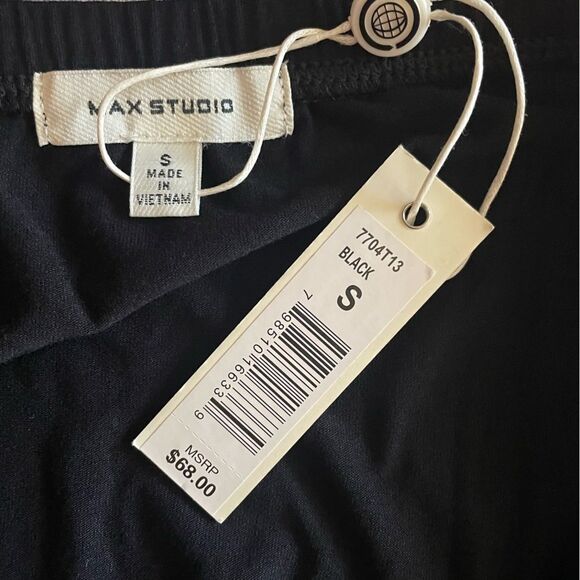 MAX STUDIO
S
MADE
IN
VIETNAM
7704T13
BLACK
S
7 98510 16633 9
MSRP
$68.00